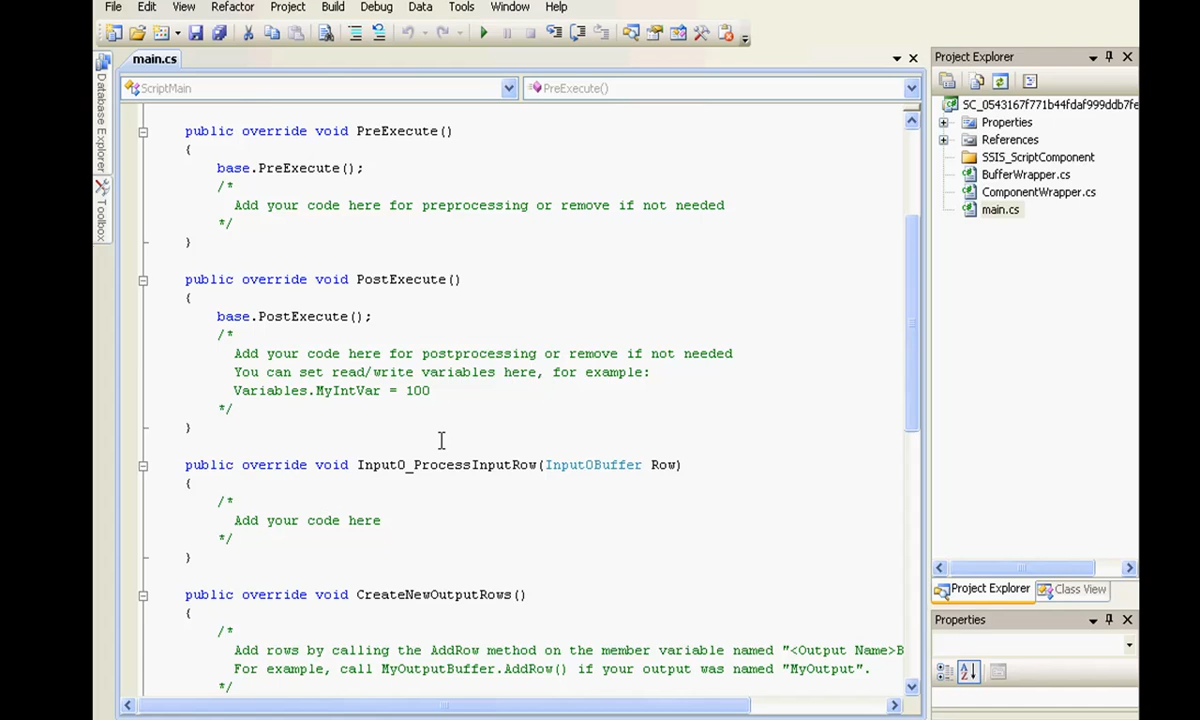 File Edit View Refactor Project Build Debug Data Tools Window Help
main.cs
ScriptMain
PreExecute()
Database Explorer
Toolbox
public override void PreExecute()
{
base.PreExecute();
/*
Add your code here for preprocessing or remove if not needed
*/
}
public override void PostExecute()
{
base.PostExecute();
/*
Add your code here for postprocessing or remove if not needed
You can set read/write variables here, for example:
Variables.MyIntVar = 100
*/
}
public override void Input0_ProcessInputRow(Input0Buffer Row)
{
/*
Add your code here
*/
}
public override void CreateNewOutputRows()
{
/*
Add rows by calling the AddRow method on the member variable named "<Output Name>B
For example, call MyOutputBuffer.AddRow() if your output was named "MyOutput".
*/
Project Explorer
SC_0543167f771b44fdaf999ddb7fe
Properties
References
SSIS_ScriptComponent
BufferWrapper.cs
ComponentWrapper.cs
main.cs
Project Explorer
Class View
Properties